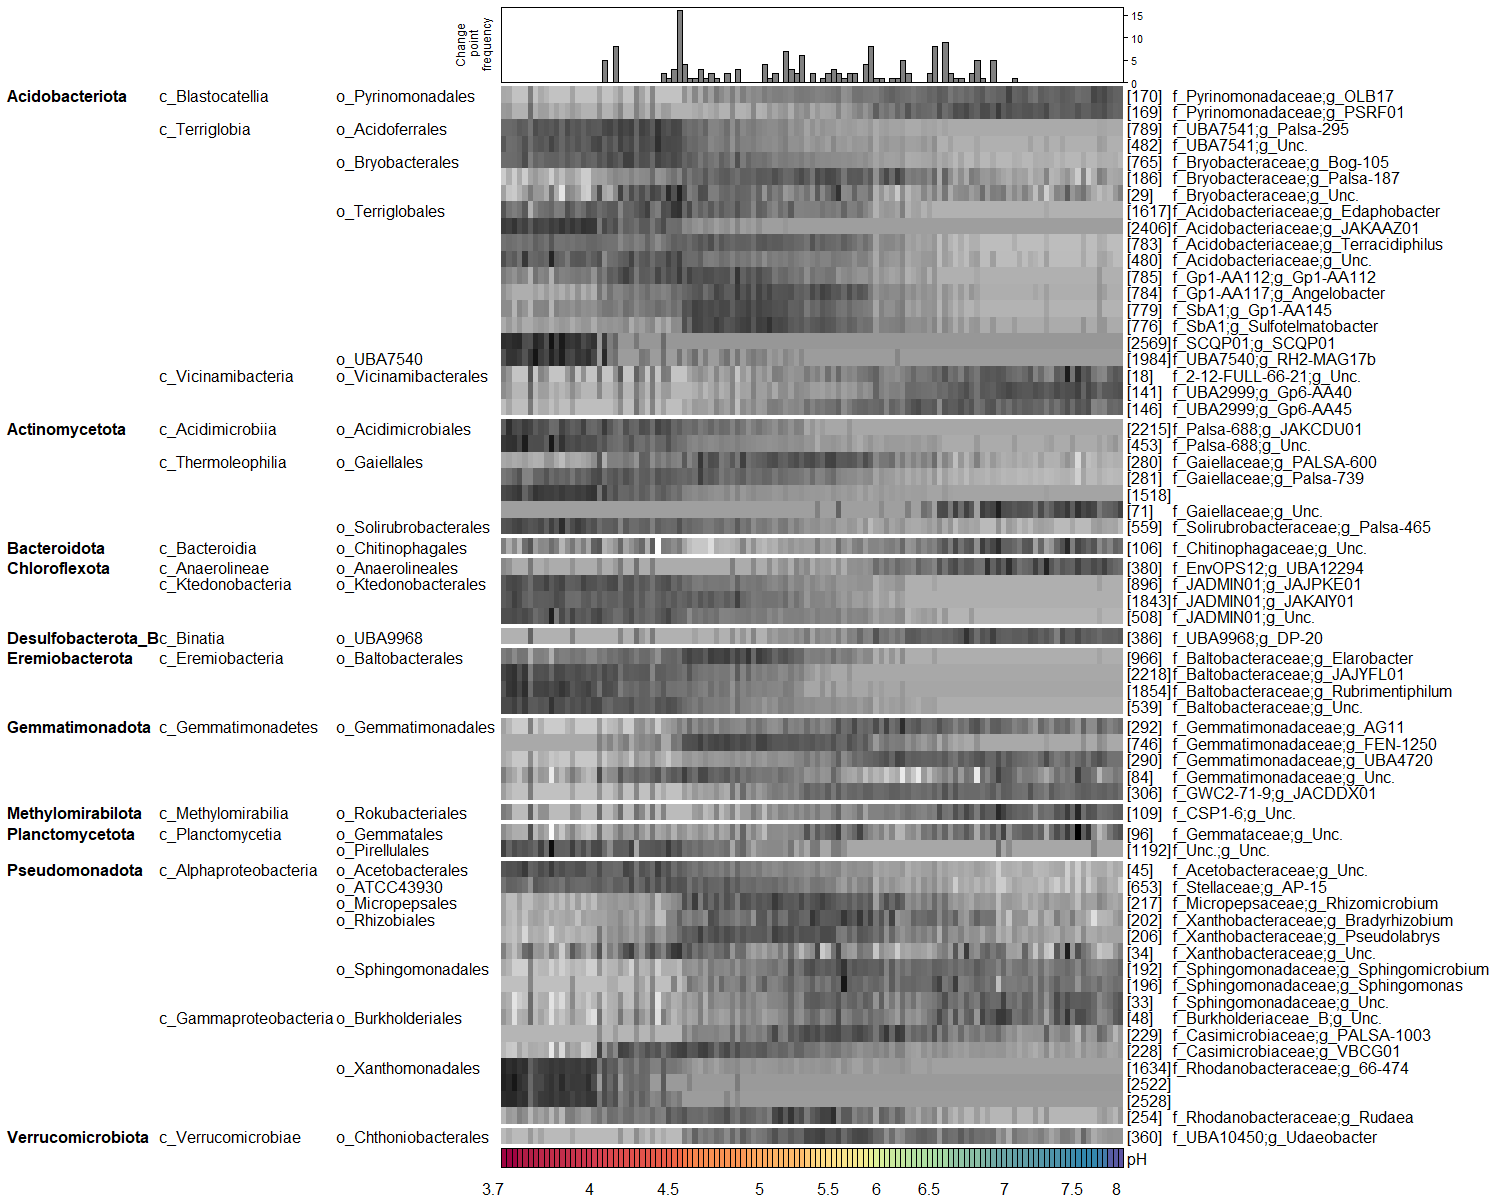 Change
point
frequency
15
10
5
0
Acidobacteriota c_Blastocatellia o_Pyrinomonadales [170] f_Pyrinomonadaceae;g_OLB17
[169] f_Pyrinomonadaceae;g_PSRF01
c_Terriglobia o_Acidoferrales [789] f_UBA7541;g_Palsa-295
[482] f_UBA7541;g_Unc.
o_Bryobacterales [765] f_Bryobacteraceae;g_Bog-105
[186] f_Bryobacteraceae;g_Palsa-187
[29] f_Bryobacteraceae;g_Unc.
o_Terriglobales [1617] f_Acidobacteriaceae;g_Edaphobacter
[2406] f_Acidobacteriaceae;g_JAKAAZ01
[783] f_Acidobacteriaceae;g_Terracidiphilus
[480] f_Acidobacteriaceae;g_Unc.
[785] f_Gp1-AA112;g_Gp1-AA112
[784] f_Gp1-AA117;g_Angelobacter
[779] f_SbA1;g_Gp1-AA145
[776] f_SbA1;g_Sulfotelmatobacter
[2569] f_SCQP01;g_SCQP01
o_UBA7540 [1984] f_UBA7540;g_RH2-MAG17b
c_Vicinamibacteria o_Vicinamibacterales [18] f_2-12-FULL-66-21;g_Unc.
[141] f_UBA2999;g_Gp6-AA40
[146] f_UBA2999;g_Gp6-AA45
Actinomycetota c_Acidimicrobiia o_Acidimicrobiales [2215] f_Palsa-688;g_JAKCDU01
[453] f_Palsa-688;g_Unc.
c_Thermoleophilia o_Gaiellales [280] f_Gaiellaceae;g_PALSA-600
[281] f_Gaiellaceae;g_Palsa-739
[1518]
[71] f_Gaiellaceae;g_Unc.
o_Solirubrobacterales [559] f_Solirubrobacteraceae;g_Palsa-465
Bacteroidota c_Bacteroidia o_Chitinophagales [106] f_Chitinophagaceae;g_Unc.
Chloroflexota c_Anaerolineae o_Anaerolineales [380] f_EnvOPS12;g_UBA12294
c_Ktedonobacteria o_Ktedonobacterales [896] f_JADMIN01;g_JAJPKE01
[1843] f_JADMIN01;g_JAKAIY01
[508] f_JADMIN01;g_Unc.
Desulfobacterota_B c_Binatia o_UBA9968 [386] f_UBA9968;g_DP-20
Eremiobacterota c_Eremiobacteria o_Baltobacterales [966] f_Baltobacteraceae;g_Elarobacter
[2218] f_Baltobacteraceae;g_JAJYFL01
[1854] f_Baltobacteraceae;g_Rubrimentiphilum
[539] f_Baltobacteraceae;g_Unc.
Gemmatimonadota c_Gemmatimonadetes o_Gemmatimonadales [292] f_Gemmatimonadaceae;g_AG11
[746] f_Gemmatimonadaceae;g_FEN-1250
[290] f_Gemmatimonadaceae;g_UBA4720
[84] f_Gemmatimonadaceae;g_Unc.
[306] f_GWC2-71-9;g_JACDDX01
Methylomirabilota c_Methylomirabilia o_Rokubacteriales [109] f_CSP1-6;g_Unc.
Planctomycetota c_Planctomycetia o_Gemmatales [96] f_Gemmataceae;g_Unc.
o_Pirellulales [1192] f_Unc.;g_Unc.
Pseudomonadota c_Alphaproteobacteria o_Acetobacterales [45] f_Acetobacteraceae;g_Unc.
o_ATCC43930 [653] f_Stellaceae;g_AP-15
o_Micropepsales [217] f_Micropepsaceae;g_Rhizomicrobium
o_Rhizobiales [202] f_Xanthobacteraceae;g_Bradyrhizobium
[206] f_Xanthobacteraceae;g_Pseudolabrys
[34] f_Xanthobacteraceae;g_Unc.
o_Sphingomonadales [192] f_Sphingomonadaceae;g_Sphingomicrobium
[196] f_Sphingomonadaceae;g_Sphingomonas
[33] f_Sphingomonadaceae;g_Unc.
c_Gammaproteobacteria o_Burkholderiales [48] f_Burkholderiaceae_B;g_Unc.
[229] f_Casimicrobiaceae;g_PALSA-1003
[228] f_Casimicrobiaceae;g_VBCG01
o_Xanthomonadales [1634] f_Rhodanobacteraceae;g_66-474
[2522]
[2528]
[254] f_Rhodanobacteraceae;g_Rudaea
Verrucomicrobiota c_Verrucomicrobiae o_Chthoniobacterales [360] f_UBA10450;g_Udaeobacter
pH
3.7 4 4.5 5 5.5 6 6.5 7 7.5 8